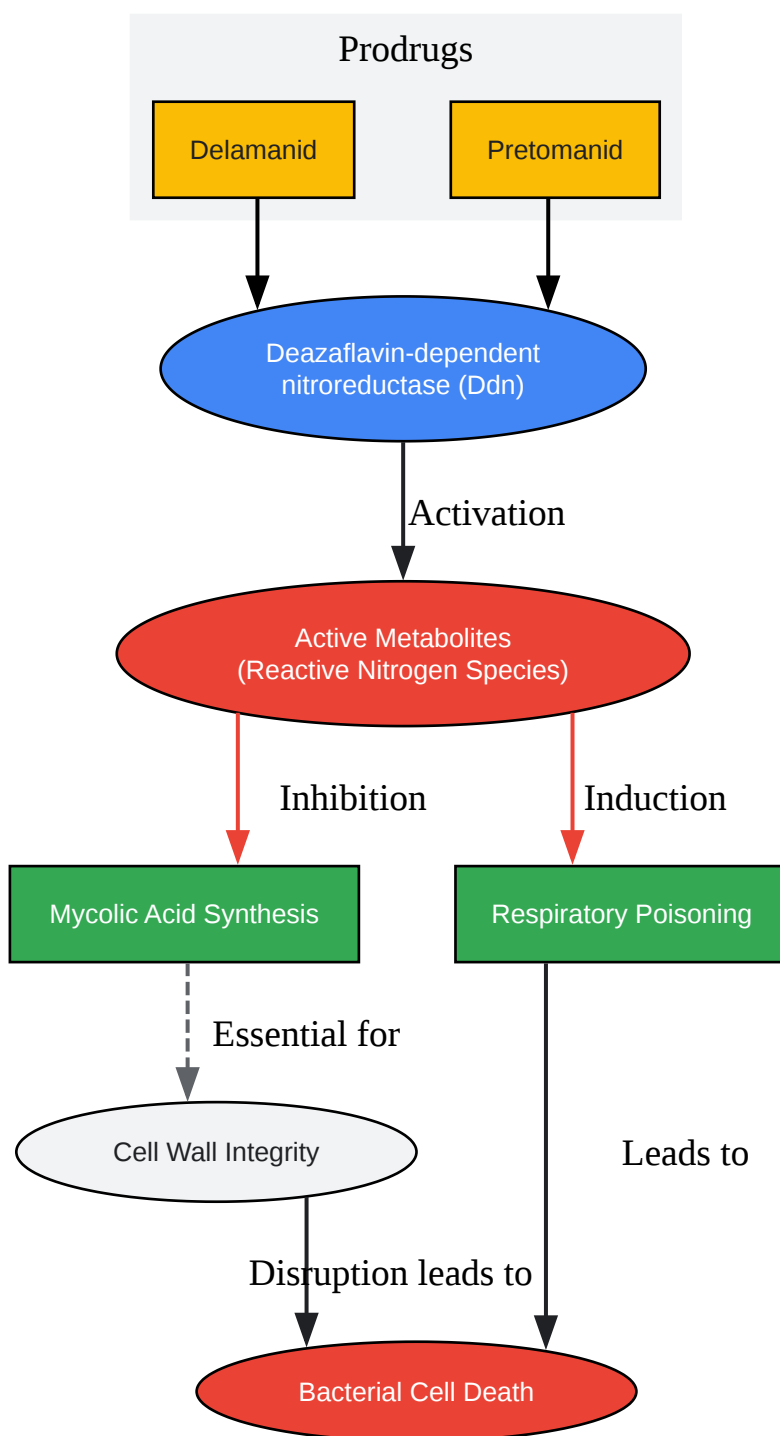 Prodrugs
Delamanid
Pretomanid
Deazaflavin-dependent
nitroreductase (Ddn)
Activation
Active Metabolites
(Reactive Nitrogen Species)
Inhibition
Induction
Mycolic Acid Synthesis
Respiratory Poisoning
Essential for
Cell Wall Integrity
Leads to
Disruption leads to
Bacterial Cell Death